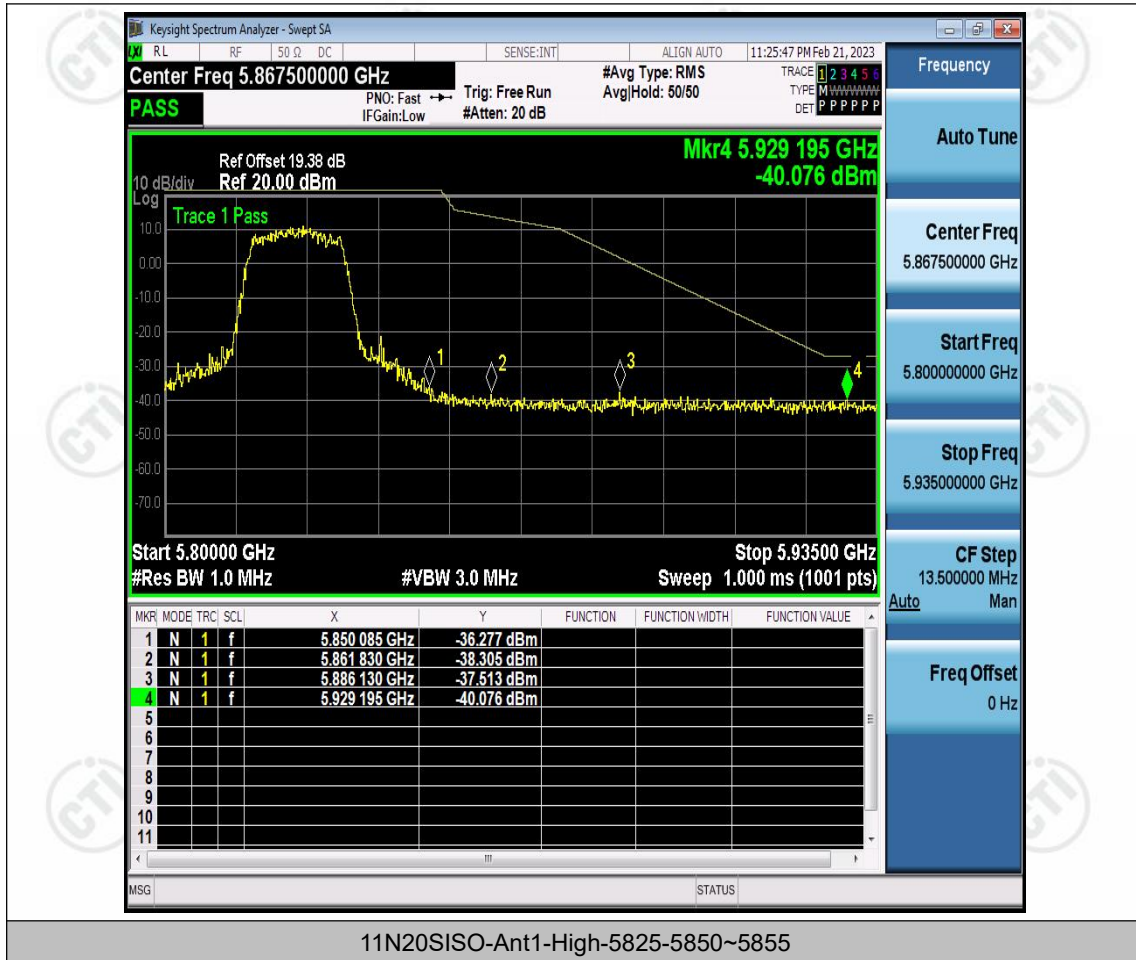 Keysight Spectrum Analyzer - Swept SA
LXI RL RF 50 Ω DC SENSE:INT ALIGN AUTO 11:25:47 PM Feb 21, 2023
Center Freq 5.867500000 GHz
PASS
PNO: Fast
IFGain:Low
Trig: Free Run
#Atten: 20 dB
#Avg Type: RMS
Avg|Hold: 50/50
TRACE 1 2 3 4 5 6
TYPE M WWWWW
DET P P P P P P
Ref Offset 19.38 dB
10 dB/div Ref 20.00 dBm
Log
Mkr4 5.929 195 GHz
-40.076 dBm
Trace 1 Pass
10.0
0.00
-10.0
-20.0
-30.0
-40.0
-50.0
-60.0
-70.0
1
2
3
4
Start 5.80000 GHz Stop 5.93500 GHz
#Res BW 1.0 MHz #VBW 3.0 MHz Sweep 1.000 ms (1001 pts)
MKR MODE TRC SCL X Y FUNCTION FUNCTION WIDTH FUNCTION VALUE
1 N 1 f 5.850 085 GHz -36.277 dBm
2 N 1 f 5.861 830 GHz -38.305 dBm
3 N 1 f 5.886 130 GHz -37.513 dBm
4 N 1 f 5.929 195 GHz -40.076 dBm
5
6
7
8
9
10
11
MSG STATUS
Frequency
Auto Tune
Center Freq
5.867500000 GHz
Start Freq
5.800000000 GHz
Stop Freq
5.935000000 GHz
CF Step
13.500000 MHz
Auto Man
Freq Offset
0 Hz
CTI
CTI
CTI
CTI
CTI
CTI
11N20SISO-Ant1-High-5825-5850~5855